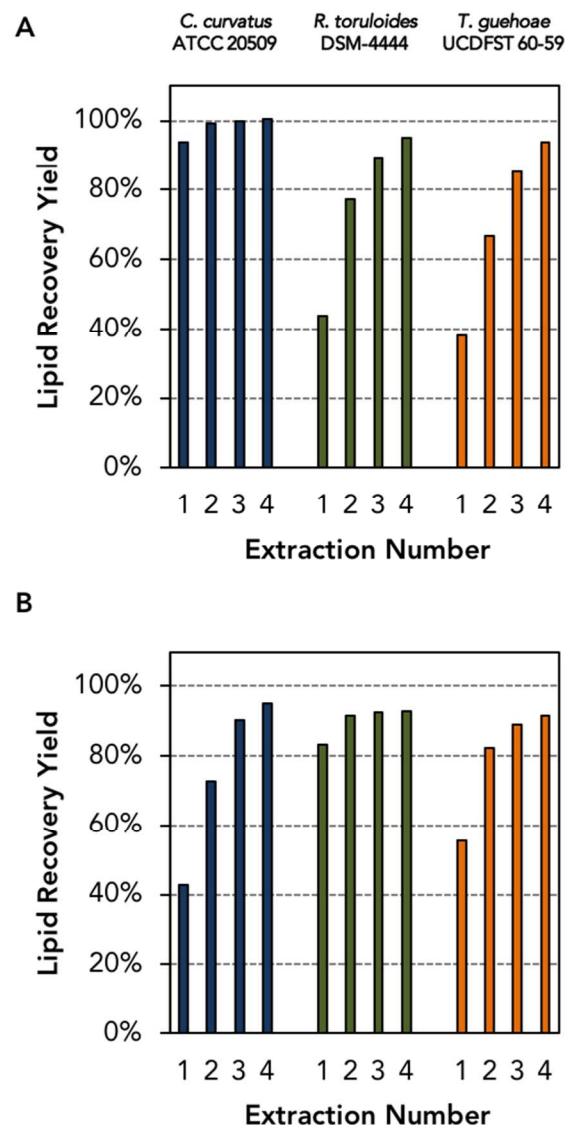 A
C. curvatus
ATCC 20509
R. toruloides
DSM-4444
T. guehoae
UCDFST 60-59
Lipid Recovery Yield
100%
80%
60%
40%
20%
0%
1 2 3 4 1 2 3 4 1 2 3 4
Extraction Number
B
Lipid Recovery Yield
100%
80%
60%
40%
20%
0%
1 2 3 4 1 2 3 4 1 2 3 4
Extraction Number